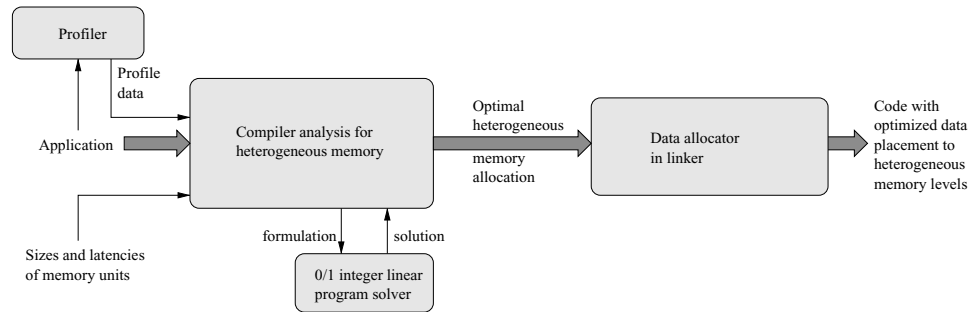 Profiler
Profile
data
Application
Compiler analysis for
heterogeneous memory
Sizes and latencies
of memory units
formulation
solution
0/1 integer linear
program solver
Optimal
heterogeneous
memory
allocation
Data allocator
in linker
Code with
optimized data
placement to
heterogeneous
memory levels